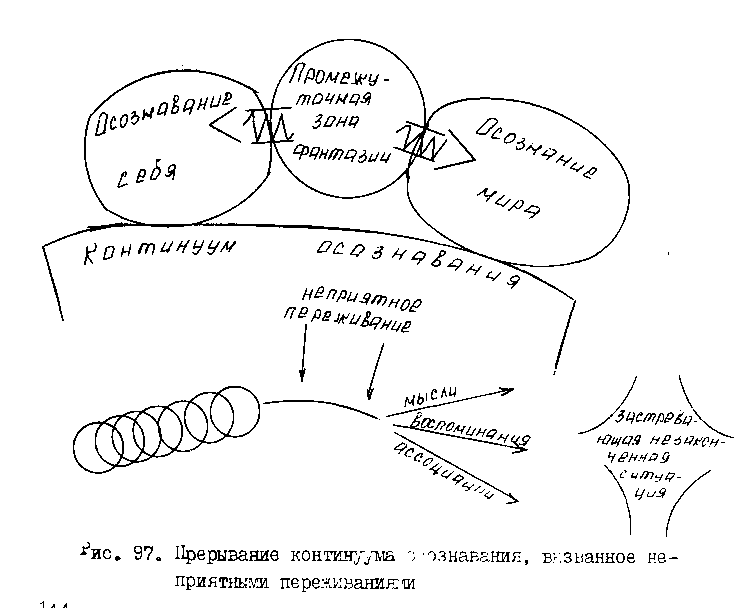 Промежу-
точная
зона
фантазии
Осознавание
себя
Осознание
мира
Континуум осознавания
неприятное
переживание
мысли
воспоминания
ассоциации
Застрева-
ющая незакон-
ченная
ситуа-
ция
Рис. 97. Прерывание континуума осознавания, вызванное не-
приятными переживаниями
144